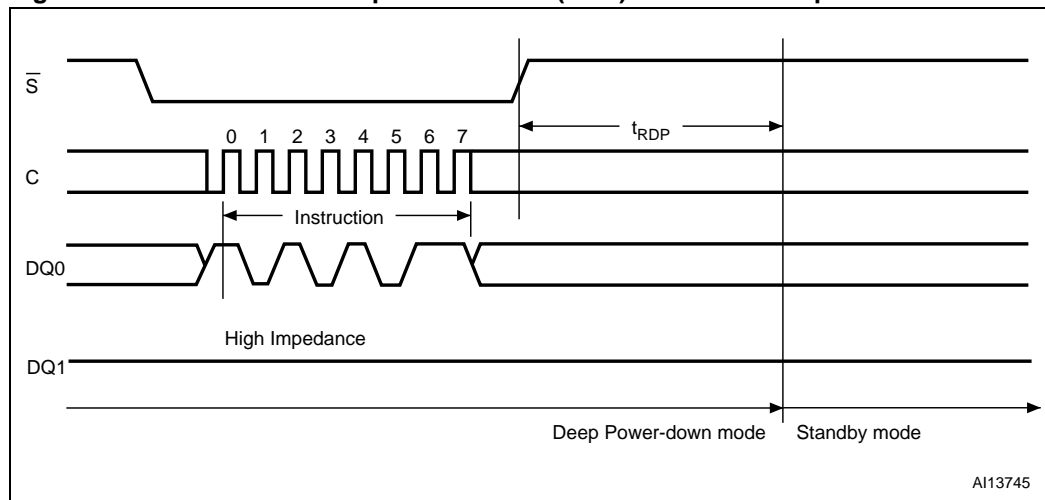 S̅
t_RDP
0 1 2 3 4 5 6 7
C
Instruction
DQ0
High Impedance
DQ1
Deep Power-down mode Standby mode
AI13745